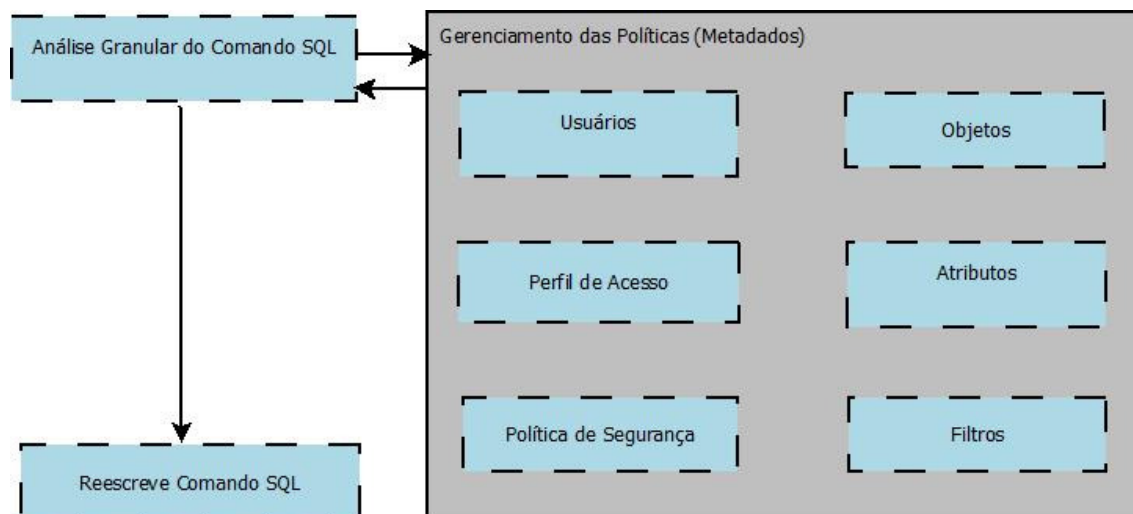 Análise Granular do Comando SQL
Gerenciamento das Políticas (Metadados)
Usuários
Objetos
Perfil de Acesso
Atributos
Política de Segurança
Filtros
Reescreve Comando SQL